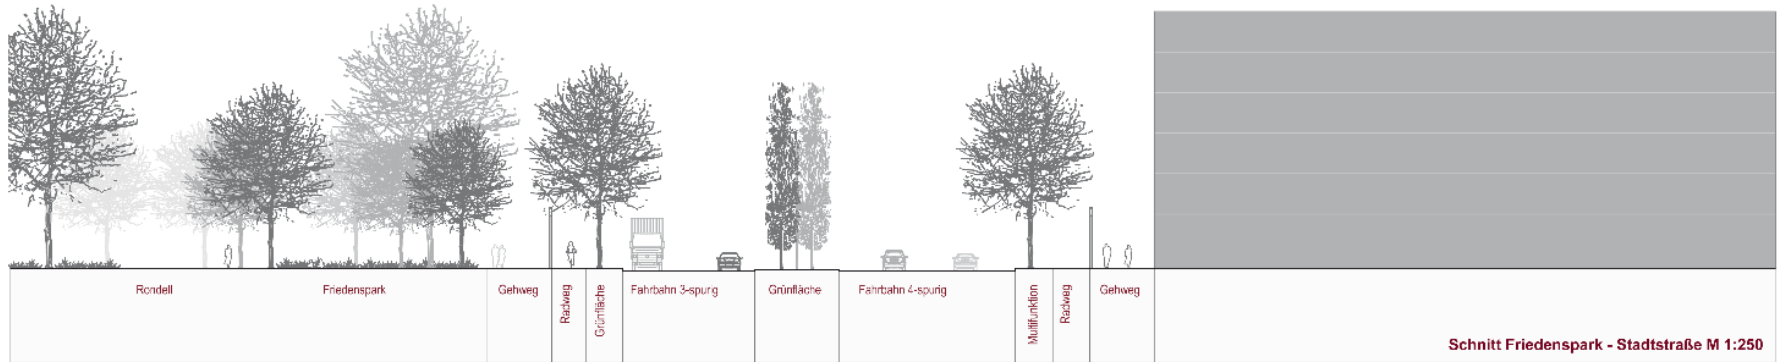 Rondell
Friedenspark
Gehweg
Radweg
Grünfläche
Fahrbahn 3-spurig
Grünfläche
Fahrbahn 4-spurig
Multifunktion
Radweg
Gehweg
Schnitt Friedenspark - Stadtstraße M 1:250